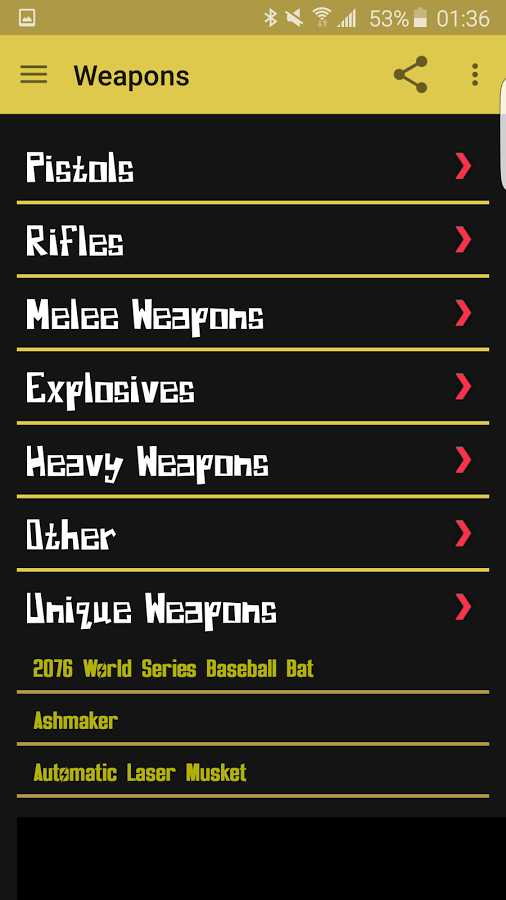 53% 01:36
Weapons
Pistols
Rifles
Melee Weapons
Explosives
Heavy Weapons
Other
Unique Weapons
2076 World Series Baseball Bat
Ashmaker
Automatic Laser Musket